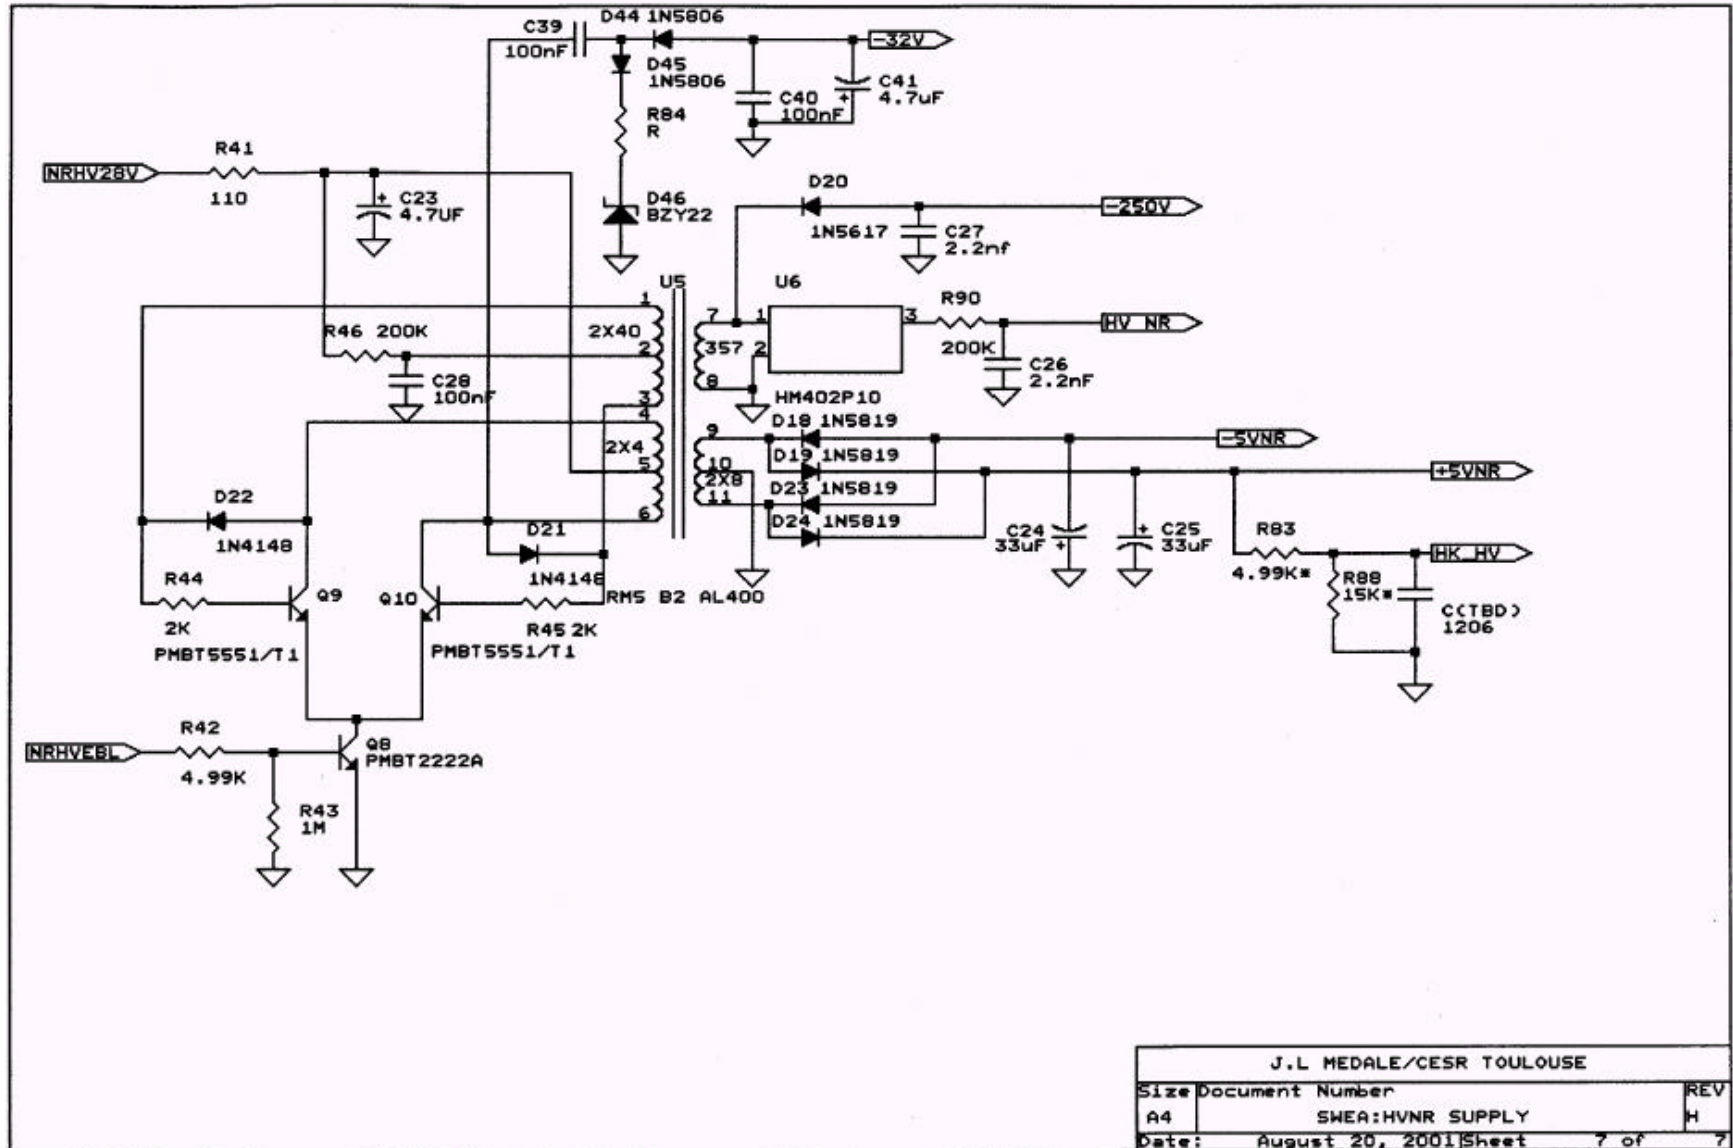 D44 1N5806
C39
100nF
-32V
D45
1N5806
C41
4.7uF
C40
100nF
+
R84
R
R41
NRHV28V
110
+
C23
4.7UF
D46
BZY22
D20
-250V
1N5617
C27
2.2nf
U5
U6
1
R90
7
1
3
HV_NR
R46 200K
2X40
357
2
200K
2
C26
2.2nF
C28
100nF
8
3
HM402P10
4
D18 1N5819
9
-5VNR
2X4
D19 1N5819
5
10
+5VNR
2X8
D23 1N5819
11
D22
6
D24 1N5819
D21
C24
33uF
+
+
C25
33uF
R83
1N4148
HK_HV
1N4148
4.99K*
R88
15K*
R44
Q9
Q10
RM5 B2 AL400
C(TBD)
1206
2K
R45 2K
PMBT5551/T1
PMBT5551/T1
R42
Q8
PMBT2222A
NRHVEBL
4.99K
R43
1M
J.L MEDALE/CESR TOULOUSE
Size Document Number REV
A4 SWEA:HVNR SUPPLY H
Date: August 20, 2001 Sheet 7 of 7